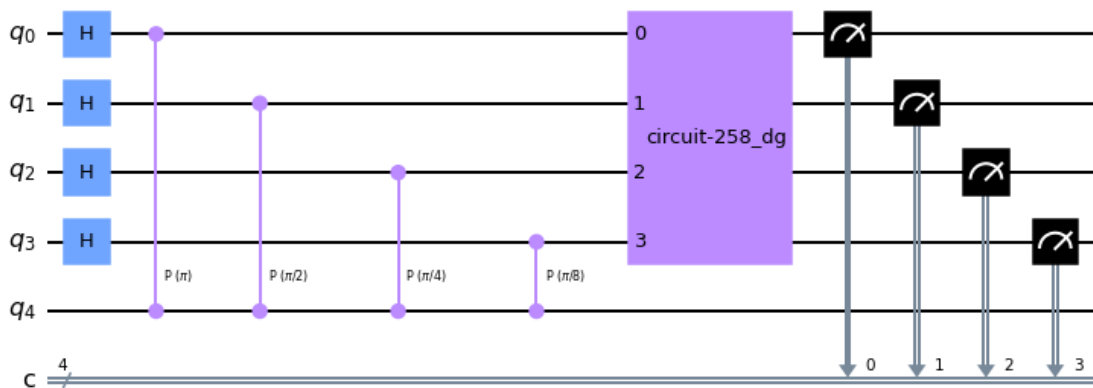 q0 H 0
q1 H 1
circuit-258_dg
q2 H 2
q3 H 3
P (π) P (π/2) P (π/4) P (π/8)
q4
4 0 1 2 3
c